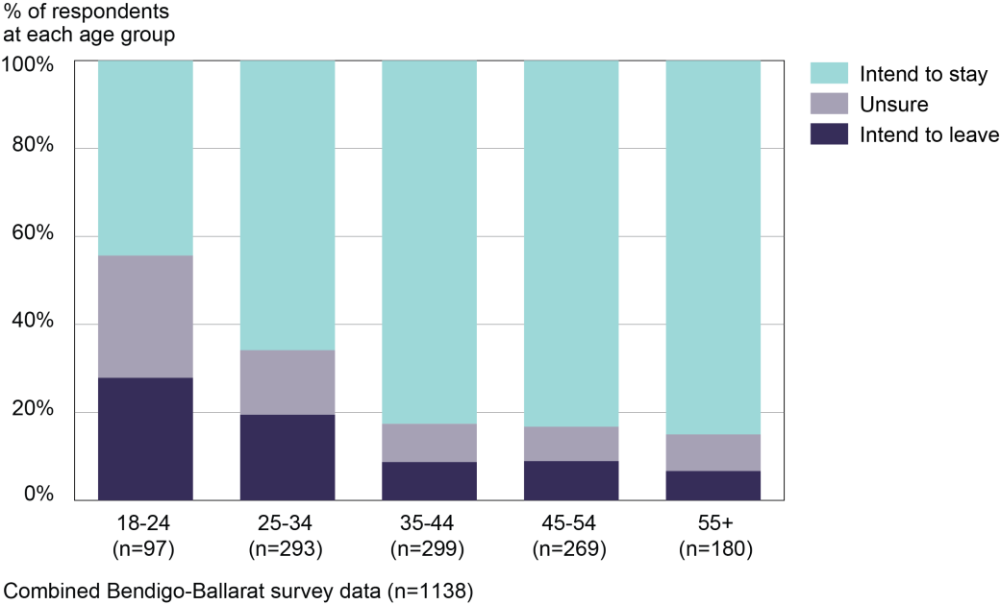 % of respondents
at each age group
100%
80%
60%
40%
20%
0%
18-24
(n=97)
25-34
(n=293)
35-44
(n=299)
45-54
(n=269)
55+
(n=180)
Intend to stay
Unsure
Intend to leave
Combined Bendigo-Ballarat survey data (n=1138)